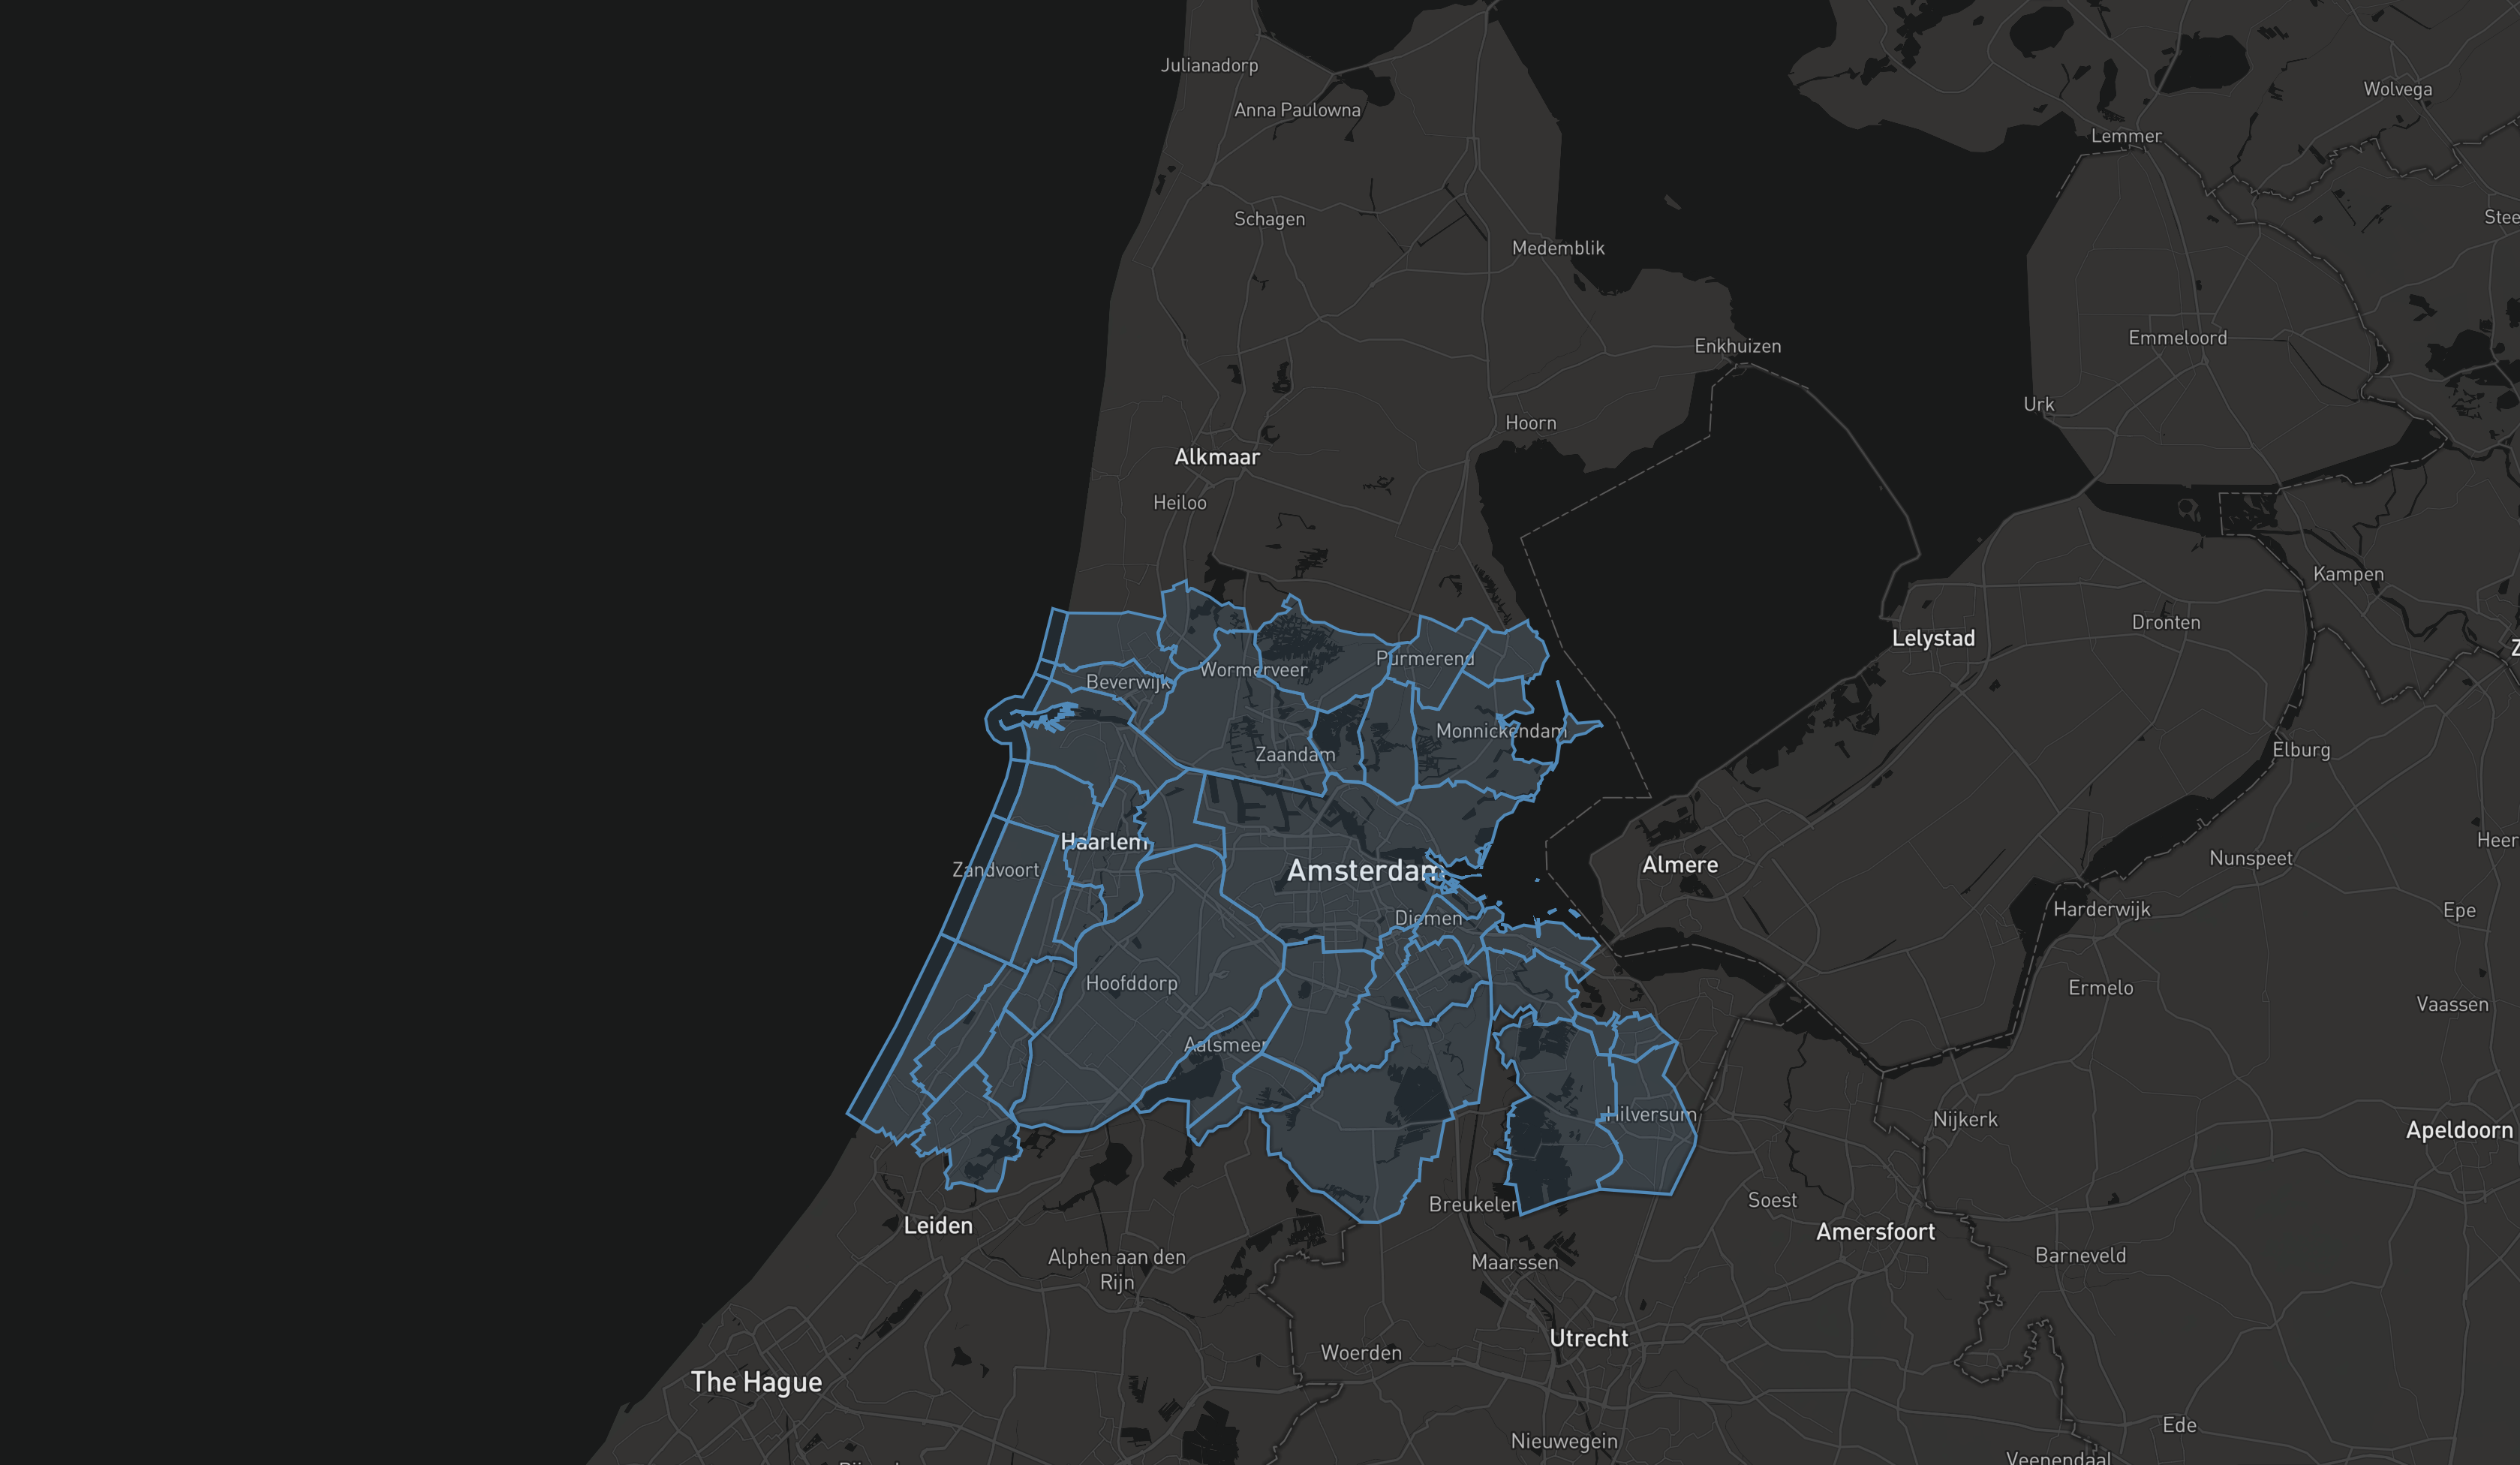 Julianadorp
Wolvega
Anna Paulowna
Lemmer
Schagen
Stee
Medemblik
Emmeloord
Enkhuizen
Urk
Hoorn
Alkmaar
Heiloo
Kampen
Dronten
Lelystad
Z
Purmerend
Wormerveer
Beverwijk
Monnickendam
Elburg
Zaandam
Heer
Haarlem
Nunspeet
Almere
Zandvoort
Amsterdam
Harderwijk
Epe
Diemen
Hoofddorp
Ermelo
Vaassen
Aalsmeer
Hilversum
Nijkerk
Apeldoorn
Soest
Breukelen
Leiden
Amersfoort
Barneveld
Alphen aan den
Rijn
Maarssen
Utrecht
Woerden
The Hague
Ede
Nieuwegein
Veenendaal